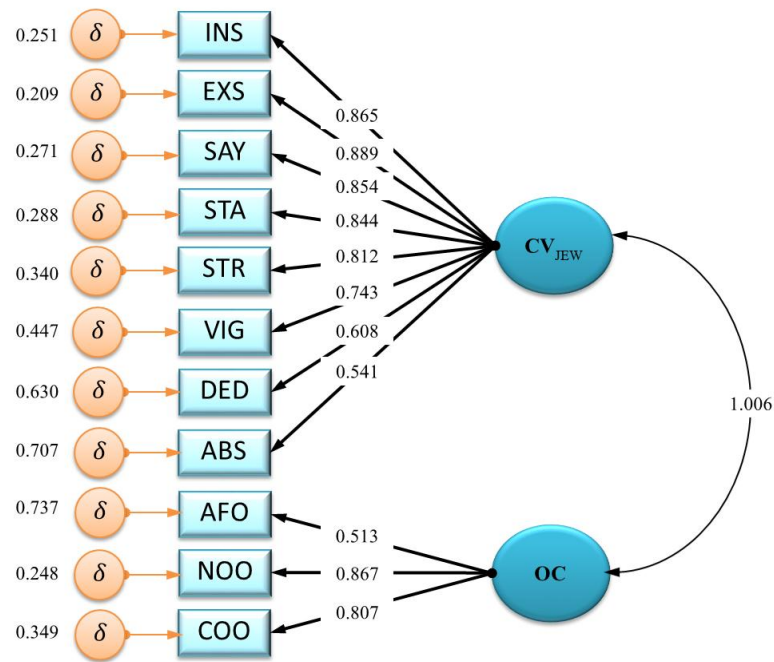 0.251 δ INS
0.209 δ EXS
0.271 δ SAY
0.288 δ STA
0.340 δ STR
0.447 δ VIG
0.630 δ DED
0.707 δ ABS
0.737 δ AFO
0.248 δ NOO
0.349 δ COO
0.865
0.889
0.854
0.844
0.812
0.743
0.608
0.541
0.513
0.867
0.807
CV JEW
OC
1.006